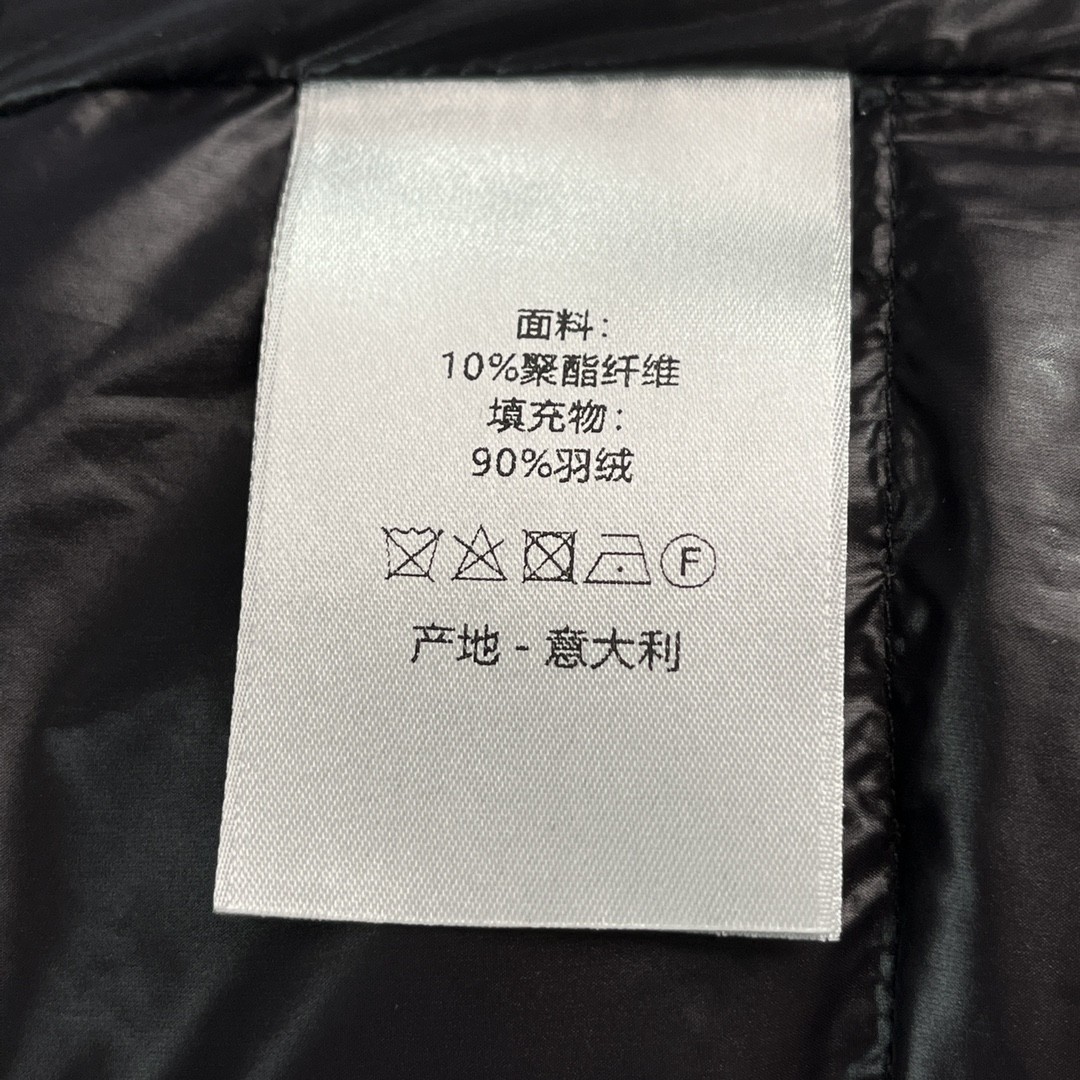 面料:
10%聚酯纤维
填充物:
90%羽绒
F
产地 - 意大利